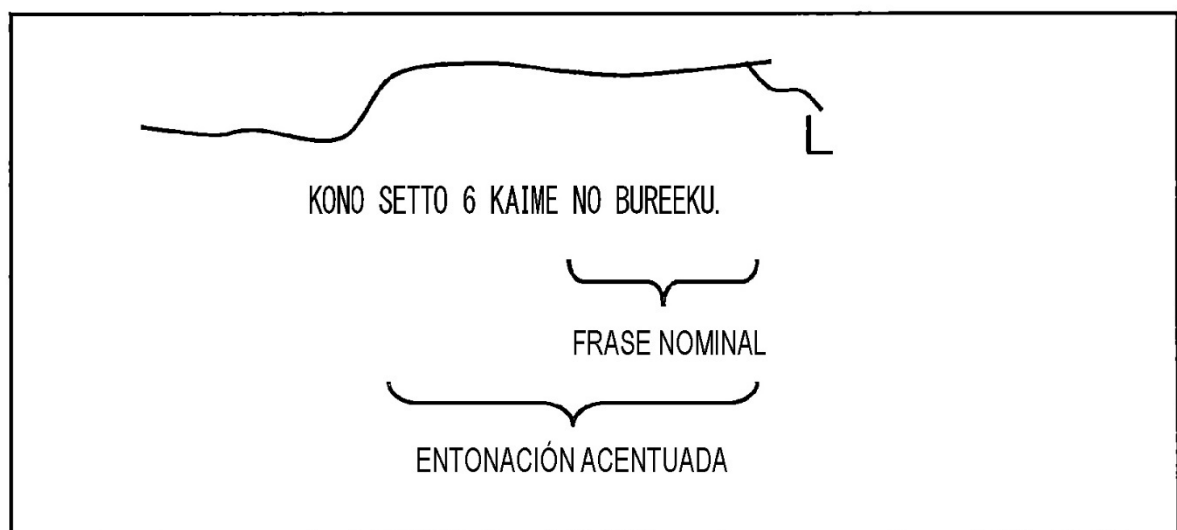 KONO SETTO 6 KAIME NO BUREEKU.
FRASE NOMINAL
ENTONACIÓN ACENTUADA